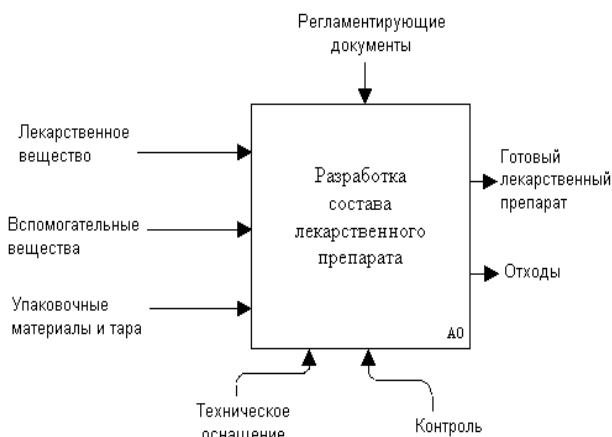 Регламентирующие
документы
Лекарственное
вещество
Вспомогательные
вещества
Упаковочные
материалы и тара
Разработка
состава
лекарственного
препарата
A0
Готовый
лекарственный
препарат
Отходы
Техническое
оснащение
Контроль